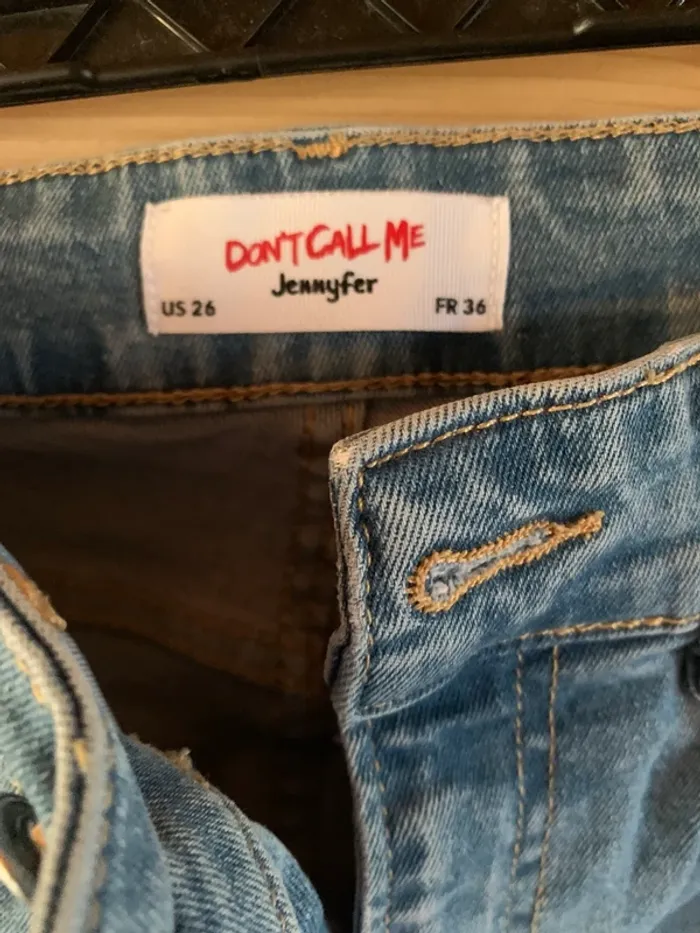 DON'T CALL ME
Jennyfer
US 26 FR 36